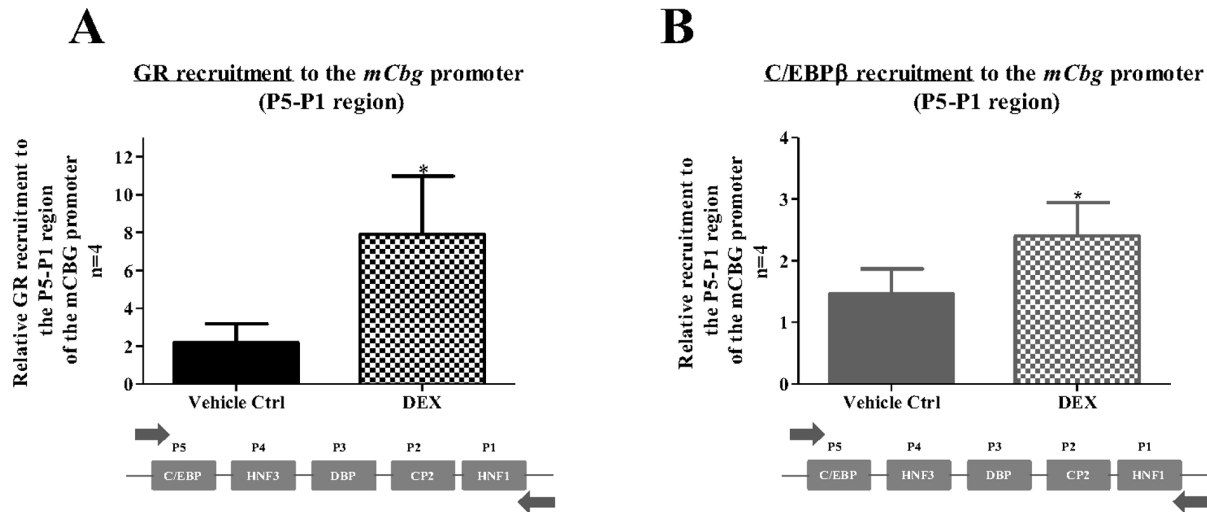 A
GR recruitment to the mCbg promoter
(P5-P1 region)
Relative GR recruitment to
the P5-P1 region
of the mCBG promoter
n=4
12
10
8
6
4
2
0
*
Vehicle Ctrl DEX
P5 P4 P3 P2 P1
C/EBP HNF3 DBP CP2 HNF1
B
C/EBPβ recruitment to the mCbg promoter
(P5-P1 region)
Relative recruitment to
the P5-P1 region
of the mCBG promoter
n=4
4
3
2
1
0
*
Vehicle Ctrl DEX
P5 P4 P3 P2 P1
C/EBP HNF3 DBP CP2 HNF1